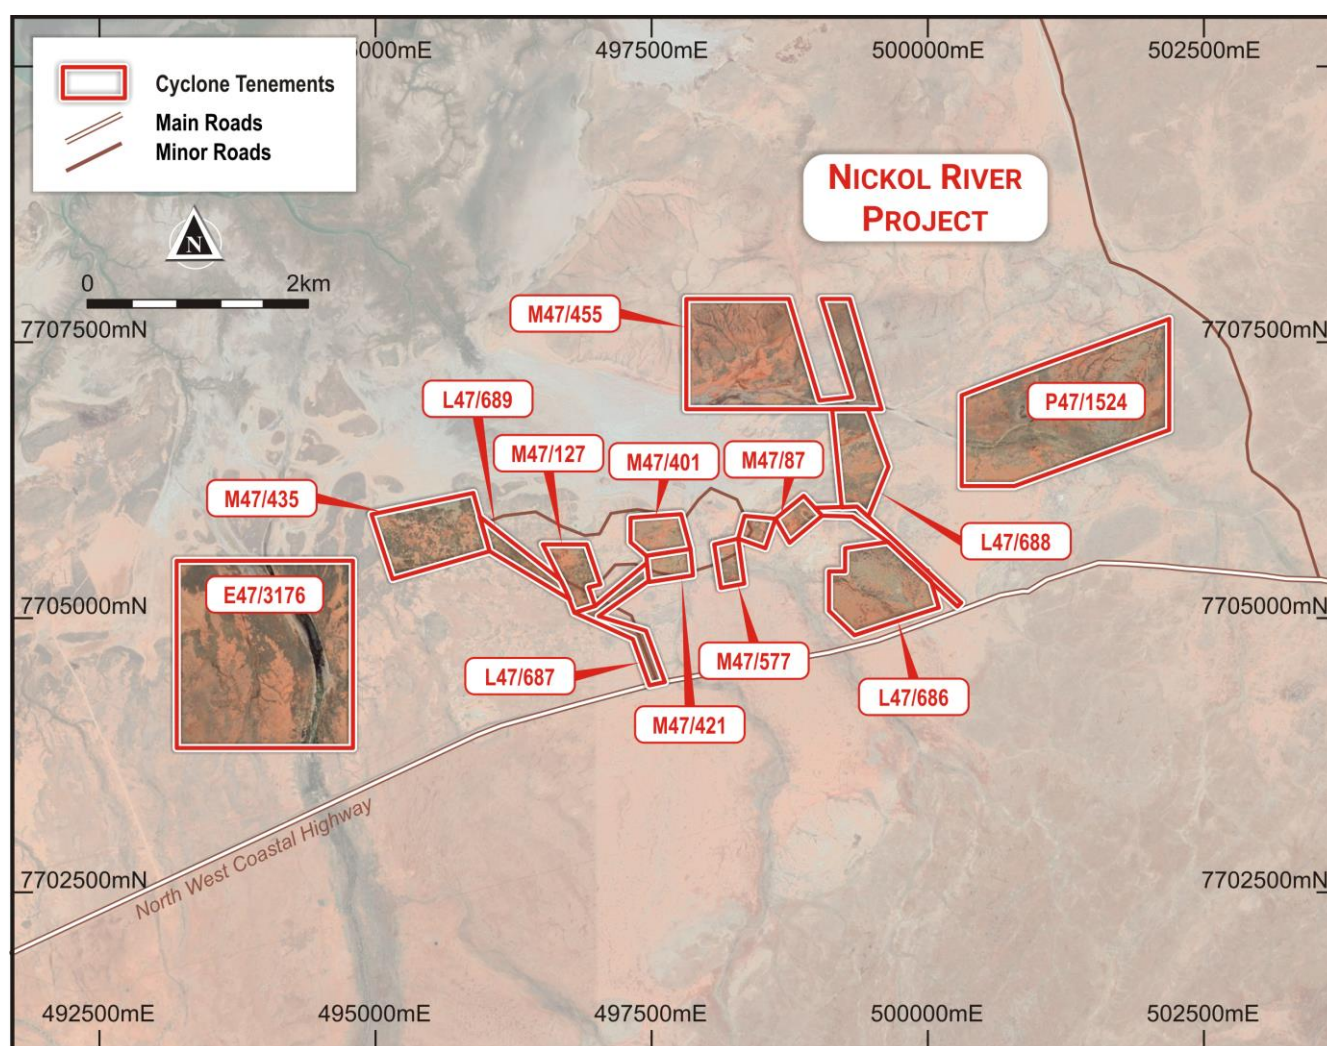 000mE
497500mE
500000mE
502500mE
Cyclone Tenements
Main Roads
Minor Roads
NICKOL RIVER
PROJECT
N
0
2km
M47/455
7707500mN
7707500mN
L47/689
P47/1524
M47/127
M47/401
M47/87
M47/435
L47/688
E47/3176
7705000mN
7705000mN
M47/577
L47/687
L47/686
M47/421
North West Coastal Highway
7702500mN
7702500mN
492500mE
495000mE
497500mE
500000mE
502500mE